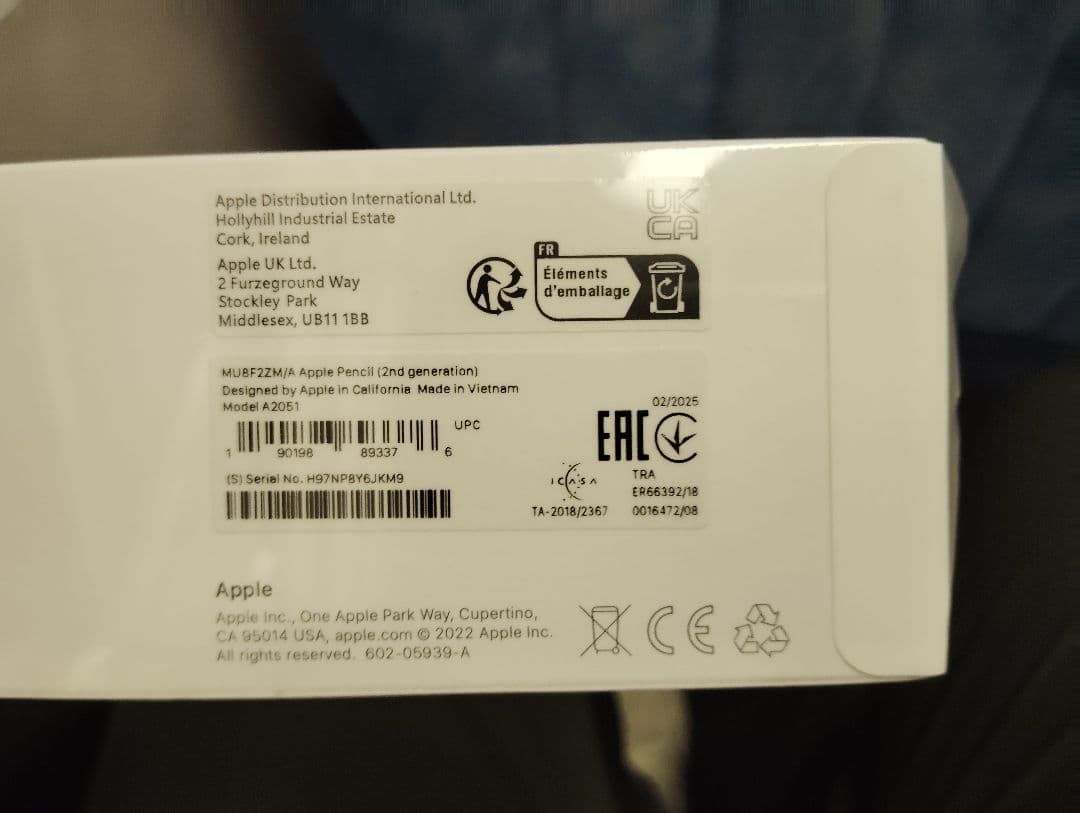 Apple Distribution International Ltd.
Hollyhill Industrial Estate
Cork, Ireland
Apple UK Ltd.
2 Furzeground Way
Stockley Park
Middlesex, UB11 1BB
UK
CA
FR
Éléments
d'emballage
MU8F2ZM/A Apple Pencil (2nd generation)
Designed by Apple in California Made in Vietnam
Model A2051
UPC
1 90198 89337 6
(S) Serial No. H97NP8Y6JKM9
02/2025
EAC
ICASA
TA-2018/2367
TRA
ER66392/18
0016472/08
Apple
Apple Inc., One Apple Park Way, Cupertino,
CA 95014 USA, apple.com © 2022 Apple Inc.
All rights reserved. 602-05939-A
CE